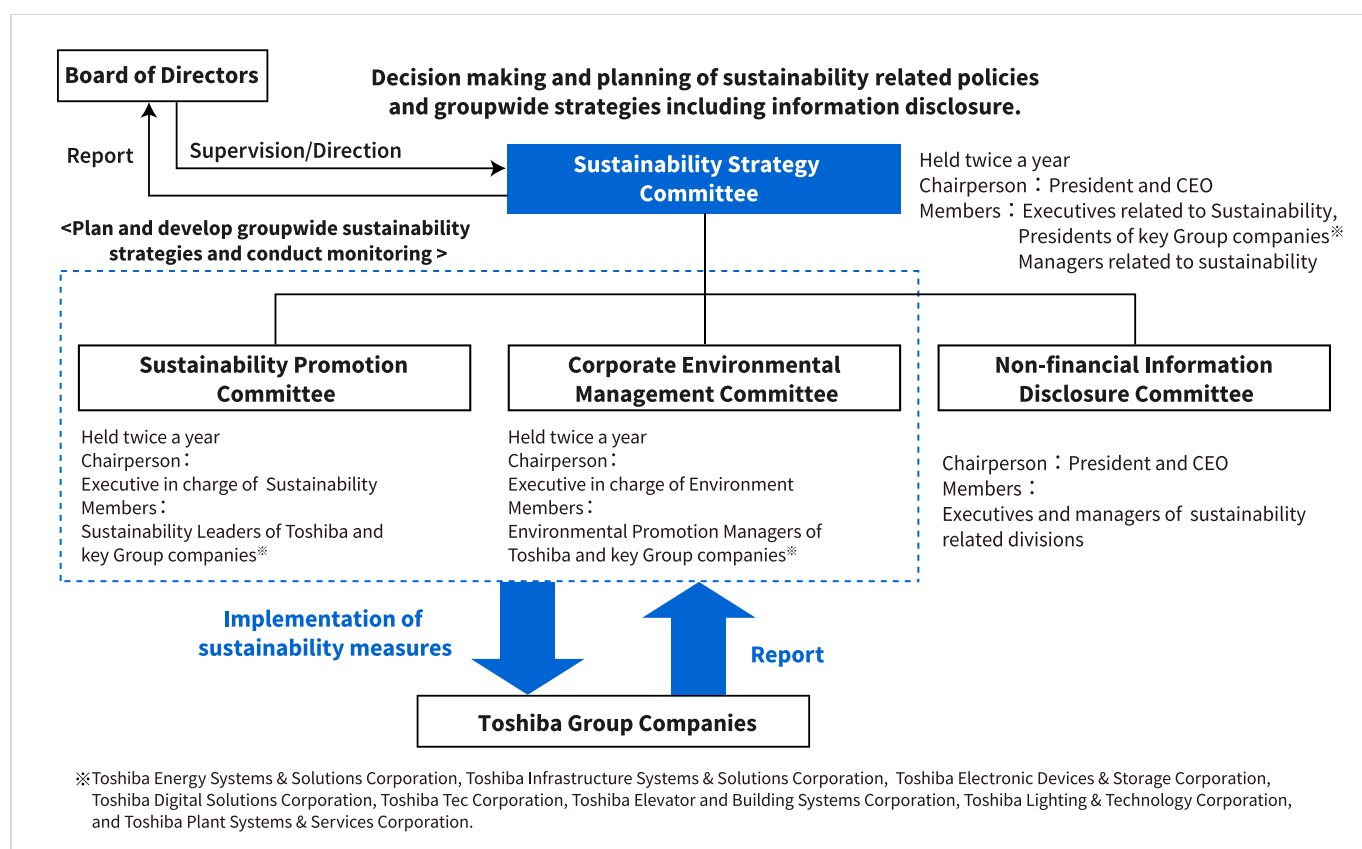 Board of Directors
Decision making and planning of sustainability related policies
and groupwide strategies including information disclosure.
Report
Supervision/Direction
Sustainability Strategy
Committee
Held twice a year
Chairperson：President and CEO
Members：Executives related to Sustainability,
Presidents of key Group companies※
Managers related to sustainability
<Plan and develop groupwide sustainability
strategies and conduct monitoring >
Sustainability Promotion
Committee
Held twice a year
Chairperson：
Executive in charge of Sustainability
Members：
Sustainability Leaders of Toshiba and
key Group companies※
Corporate Environmental
Management Committee
Held twice a year
Chairperson：
Executive in charge of Environment
Members：
Environmental Promotion Managers of
Toshiba and key Group companies※
Non-financial Information
Disclosure Committee
Chairperson：President and CEO
Members：
Executives and managers of sustainability
related divisions
Implementation of
sustainability measures
Report
Toshiba Group Companies
※Toshiba Energy Systems & Solutions Corporation, Toshiba Infrastructure Systems & Solutions Corporation, Toshiba Electronic Devices & Storage Corporation,
Toshiba Digital Solutions Corporation, Toshiba Tec Corporation, Toshiba Elevator and Building Systems Corporation, Toshiba Lighting & Technology Corporation,
and Toshiba Plant Systems & Services Corporation.